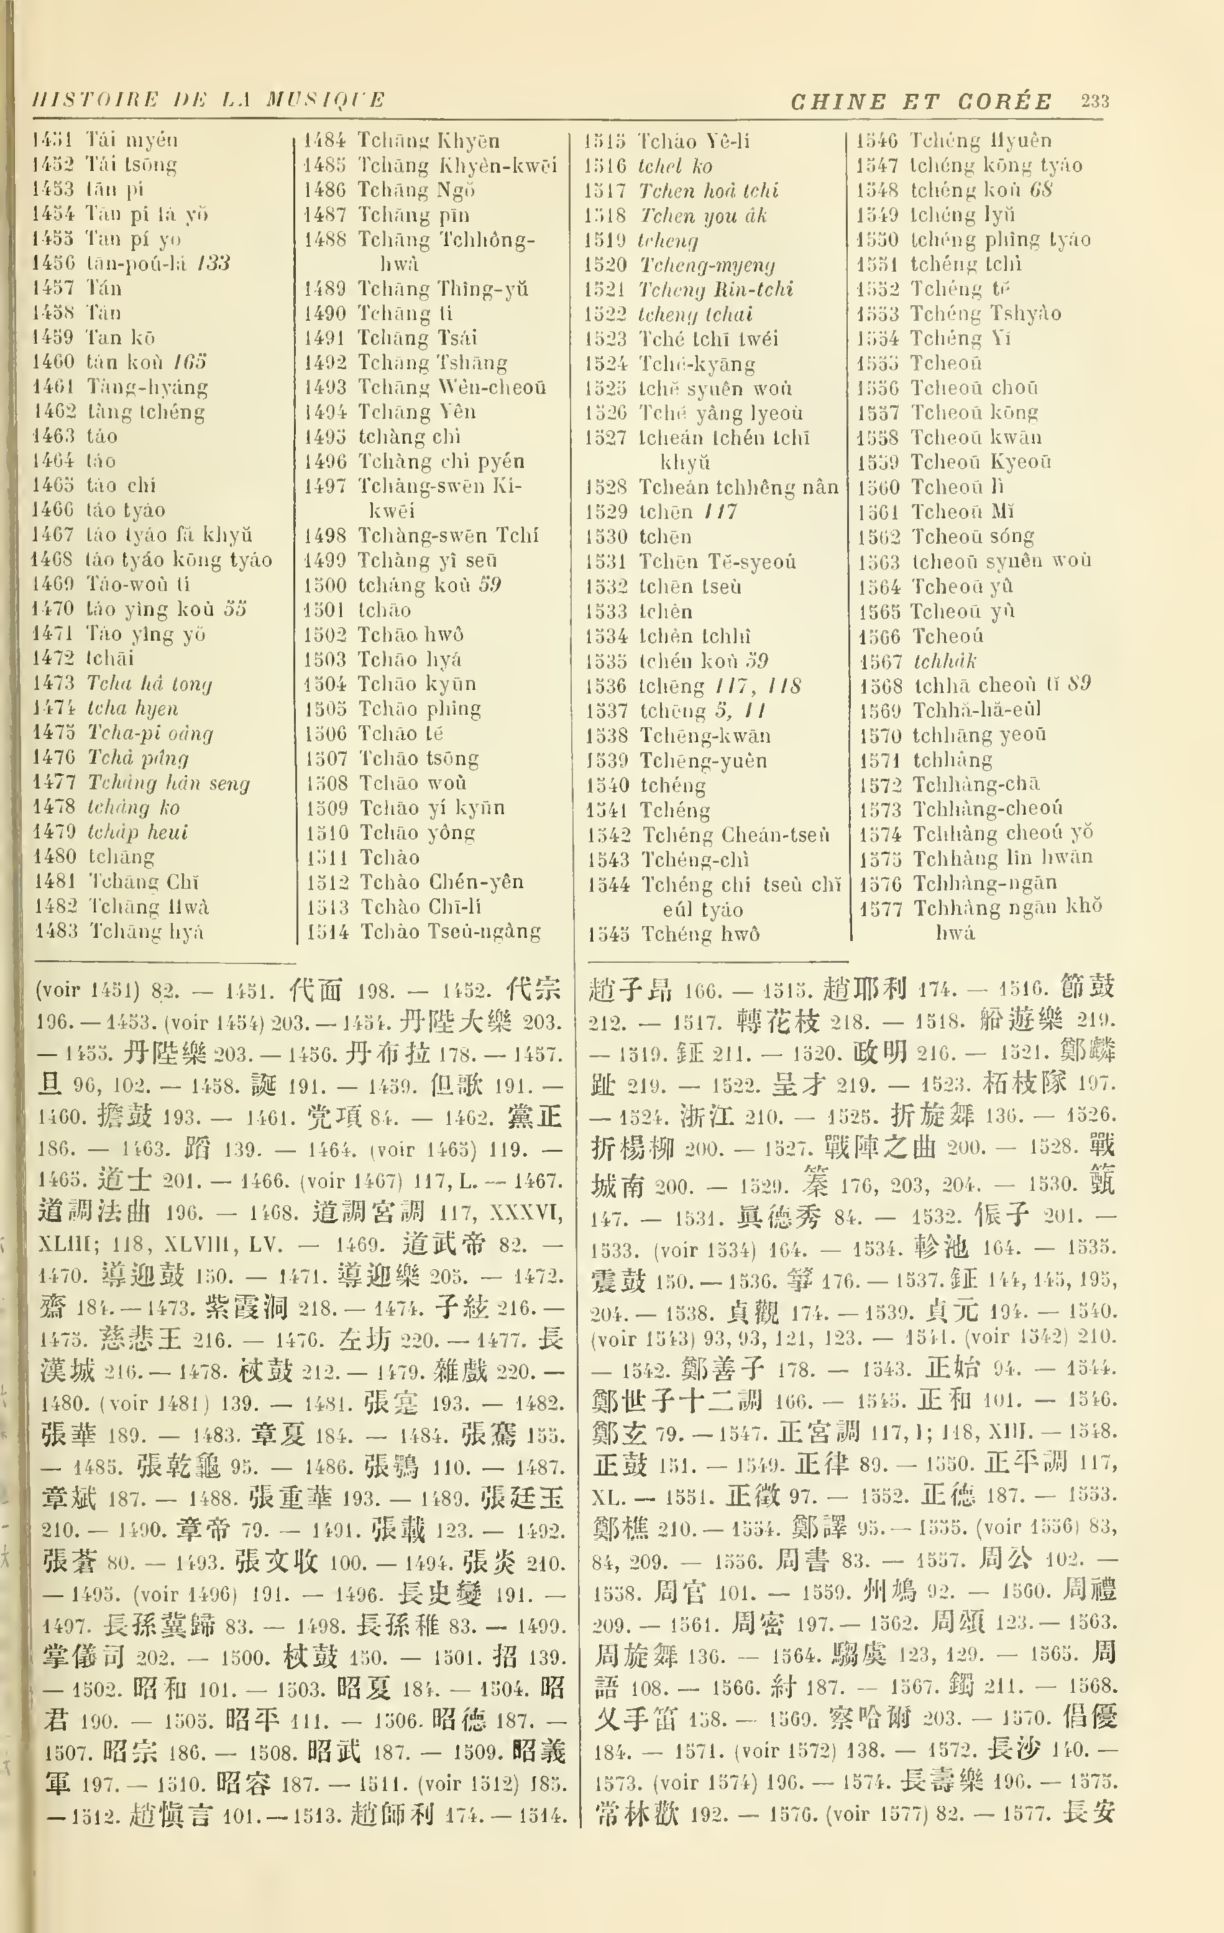 HISTOIRE DE LA MUSIQUE
CHINE ET CORÉE 233
1451 Tái myén
1452 Tái tsōng
1453 tān pí
1454 Tān pí tá yŏ
1455 Tan pí yo
1456 tān-poú-lá 133
1457 Tán
1458 Tán
1459 Tan kō
1460 tán koù 165
1461 Tàng-hyáng
1462 tàng tchéng
1463 táo
1464 táo
1465 táo chí
1466 táo tyáo
1467 táo tyáo fă khyŭ
1468 táo tyáo kōng tyáo
1469 Táo-woù tí
1470 táo yîng koù 55
1471 Táo yîng yŏ
1472 tchāi
1473 Tcha hâ tong
1474 tcha hyen
1475 Tcha-pi oàng
1476 Tchà pâng
1477 Tchâng hân seng
1478 tchâng ko
1479 tchâp heui
1480 tchāng
1481 Tchāng Chĭ
1482 Tchāng Hwà
1483 Tchāng hyá
1484 Tchāng Khyēn
1485 Tchāng Khyên-kwēi
1486 Tchāng Ngŏ
1487 Tchāng pīn
1488 Tchāng Tchhông-
hwà
1489 Tchāng Thîng-yŭ
1490 Tchāng tí
1491 Tchāng Tsái
1492 Tchāng Tshāng
1493 Tchāng Wên-cheoū
1494 Tchāng Yên
1495 tchàng chì
1496 Tchàng chì pyén
1497 Tchàng-swēn Kí-
kwēi
1498 Tchàng-swēn Tchí
1499 Tchàng yî seū
1500 tcháng koù 59
1501 tchāo
1502 Tchāo hwô
1503 Tchāo hyá
1504 Tchāo kyūn
1505 Tchāo phîng
1506 Tchāo té
1507 Tchāo tsōng
1508 Tchāo woù
1509 Tchāo yí kyūn
1510 Tchāo yông
1511 Tchào
1512 Tchào Chén-yên
1513 Tchào Chī-lí
1514 Tchào Tseù-ngâng
1515 Tcháo Yê-lí
1516 tchel ko
1517 Tchen hoà tchi
1518 Tchen you àk
1519 tcheng
1520 Tcheng-myeng
1521 Tcheng Rin-tchi
1522 tcheng tchai
1523 Tché tchī twéi
1524 Tché-kyāng
1525 tchĕ syuên woù
1526 Tché yâng lyeoù
1527 tcheán tchén tchī
khyŭ
1528 Tcheán tchhêng nân
1529 tchēn 117
1530 tchēn
1531 Tchēn Tĕ-syeoú
1532 tchēn tseù
1533 tchèn
1534 tchèn tchhî
1535 tchén koù 59
1536 tchēng 117, 118
1537 tchēng 5, 11
1538 Tchēng-kwān
1539 Tchēng-yuên
1540 tchéng
1541 Tchéng
1542 Tchéng Cheán-tseù
1543 Tchéng-chì
1544 Tchéng chí tseù chĭ
eúl tyáo
1545 Tchéng hwô
1546 Tchéng Hyuên
1547 tchéng kōng tyáo
1548 tchéng koù 68
1549 tchéng lyŭ
1550 tchéng phîng tyáo
1551 tchéng tchì
1552 Tchéng tĕ
1553 Tchéng Tshyào
1554 Tchéng Yĭ
1555 Tcheoū
1556 Tcheoū choū
1557 Tcheoū kōng
1558 Tcheoū kwān
1559 Tcheoū Kyeoū
1560 Tcheoū lì
1561 Tcheoū Mĭ
1562 Tcheoū sóng
1563 tcheoū syuên woù
1564 Tcheoū yû
1565 Tcheoū yù
1566 Tcheoú
1567 tchhâk
1568 tchhā cheoù tĭ 89
1569 Tchhă-hā-eùl
1570 tchhāng yeoū
1571 tchhàng
1572 Tchhàng-chā
1573 Tchhàng-cheoú
1574 Tchhàng cheoú yŏ
1575 Tchhàng lin hwān
1576 Tchhàng-ngān
1577 Tchhàng ngān khŏ
hwá
(voir 1451) 82. — 1451. 代面 198. — 1452. 代宗
196. — 1453. (voir 1454) 203. — 1454. 丹陛大樂 203.
— 1455. 丹陛樂 203. — 1456. 丹布拉 178. — 1457.
旦 96, 102. — 1458. 誕 191. — 1459. 但歌 191. —
1460. 擔鼓 193. — 1461. 党項 84. — 1462. 黨正
186. — 1463. 蹈 139. — 1464. (voir 1465) 119. —
1465. 道士 201. — 1466. (voir 1467) 117, L. — 1467.
道調法曲 196. — 1468. 道調宮調 117, XXXVI,
XLIII; 118, XLVIII, LV. — 1469. 道武帝 82. —
1470. 導迎鼓 150. — 1471. 導迎樂 205. — 1472.
齋 184. — 1473. 紫霞洞 218. — 1474. 子絃 216. —
1475. 慈悲王 216. — 1476. 左坊 220. — 1477. 長
漢城 216. — 1478. 杖鼓 212. — 1479. 雜戲 220. —
1480. (voir 1481) 139. — 1481. 張寔 193. — 1482.
張華 189. — 1483. 章夏 184. — 1484. 張騫 155.
— 1485. 張乾龜 95. — 1486. 張鶚 110. — 1487.
章斌 187. — 1488. 張重華 193. — 1489. 張廷玉
210. — 1490. 章帝 79. — 1491. 張載 123. — 1492.
張蒼 80. — 1493. 張文收 100. — 1494. 張炎 210.
— 1495. (voir 1496) 191. — 1496. 長史變 191. —
1497. 長孫冀歸 83. — 1498. 長孫稚 83. — 1499.
掌儀司 202. — 1500. 杖鼓 150. — 1501. 招 139.
— 1502. 昭和 101. — 1503. 昭夏 184. — 1504. 昭
君 190. — 1505. 昭平 111. — 1506. 昭德 187. —
1507. 昭宗 186. — 1508. 昭武 187. — 1509. 昭義
軍 197. — 1510. 昭容 187. — 1511. (voir 1512) 185.
— 1512. 趙愼言 101. — 1513. 趙師利 174. — 1514.
趙子昂 166. — 1515. 趙耶利 174. — 1516. 節鼓
212. — 1517. 轉花枝 218. — 1518. 船遊樂 219.
— 1519. 鉦 211. — 1520. 政明 216. — 1521. 鄭麟
趾 219. — 1522. 呈才 219. — 1523. 柘枝隊 197.
— 1524. 浙江 210. — 1525. 折旋舞 136. — 1526.
折楊柳 200. — 1527. 戰陣之曲 200. — 1528. 戰
城南 200. — 1529. 箏 176, 203, 204. — 1530. 甄
147. — 1531. 眞德秀 84. — 1532. 侲子 201. —
1533. (voir 1534) 164. — 1534. 軫池 164. — 1535.
震鼓 150. — 1536. 箏 176. — 1537. 鉦 144, 145, 195,
204. — 1538. 貞觀 174. — 1539. 貞元 194. — 1540.
(voir 1543) 93, 93, 121, 123. — 1541. (voir 1542) 210.
— 1542. 鄭善子 178. — 1543. 正始 94. — 1544.
鄭世子十二調 166. — 1545. 正和 101. — 1546.
鄭玄 79. — 1547. 正宮調 117, I; 118, XIII. — 1548.
正鼓 151. — 1549. 正律 89. — 1550. 正平調 117,
XL. — 1551. 正徵 97. — 1552. 正德 187. — 1553.
鄭樵 210. — 1554. 鄭譯 95. — 1555. (voir 1556) 83,
84, 209. — 1556. 周書 83. — 1557. 周公 102. —
1558. 周官 101. — 1559. 州鳩 92. — 1560. 周禮
209. — 1561. 周密 197. — 1562. 周頌 123. — 1563.
周旋舞 136. — 1564. 騶虞 123, 129. — 1565. 周
語 108. — 1566. 紂 187. — 1567. 鐲 211. — 1568.
乂手笛 158. — 1569. 察哈爾 203. — 1570. 倡優
184. — 1571. (voir 1572) 138. — 1572. 長沙 140. —
1573. (voir 1574) 196. — 1574. 長壽樂 196. — 1575.
常林歡 192. — 1576. (voir 1577) 82. — 1577. 長安